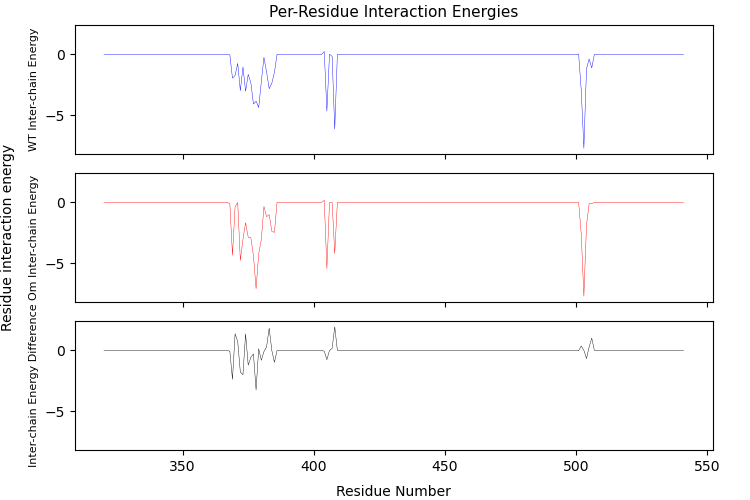 Per-Residue Interaction Energies
Residue interaction energy
WT Inter-chain Energy
0
−5
Om Inter-chain Energy
0
−5
Inter-chain Energy Difference
0
−5
350
400
450
500
550
Residue Number